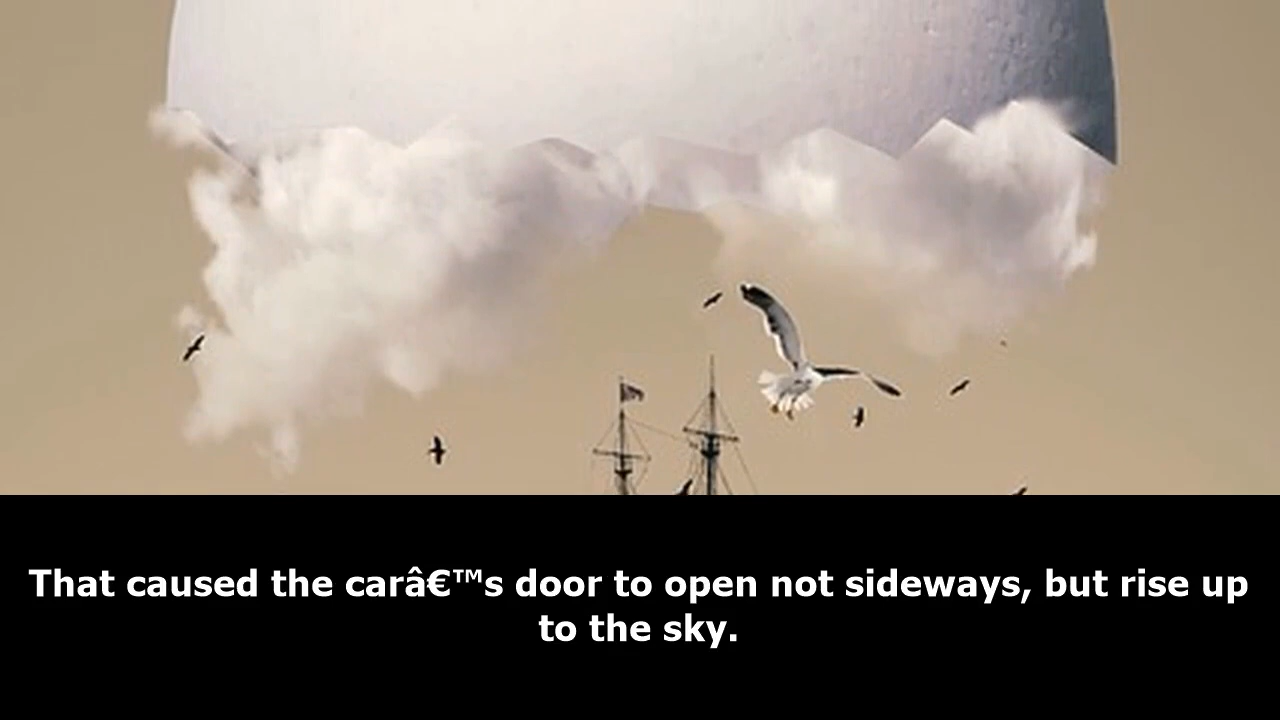 That caused the carâ€™s door to open not sideways, but rise up
to the sky.